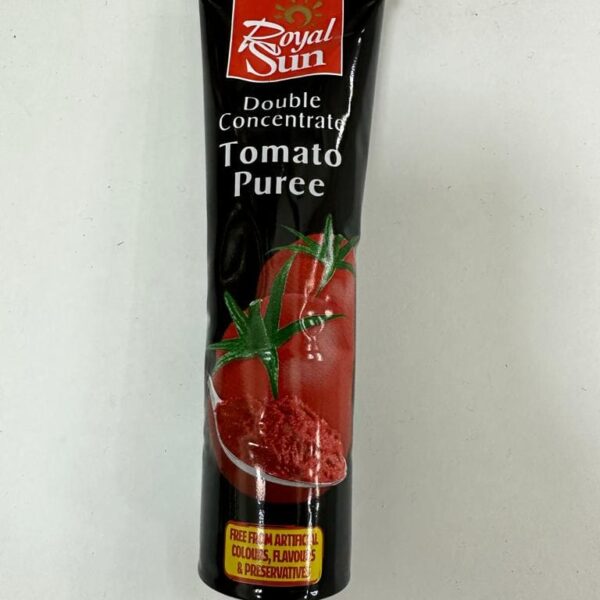 Royal
Sun
Double
Concentrate
Tomato
Puree
FREE FROM ARTIFICIAL
COLOURS, FLAVOURS
& PRESERVATIVES